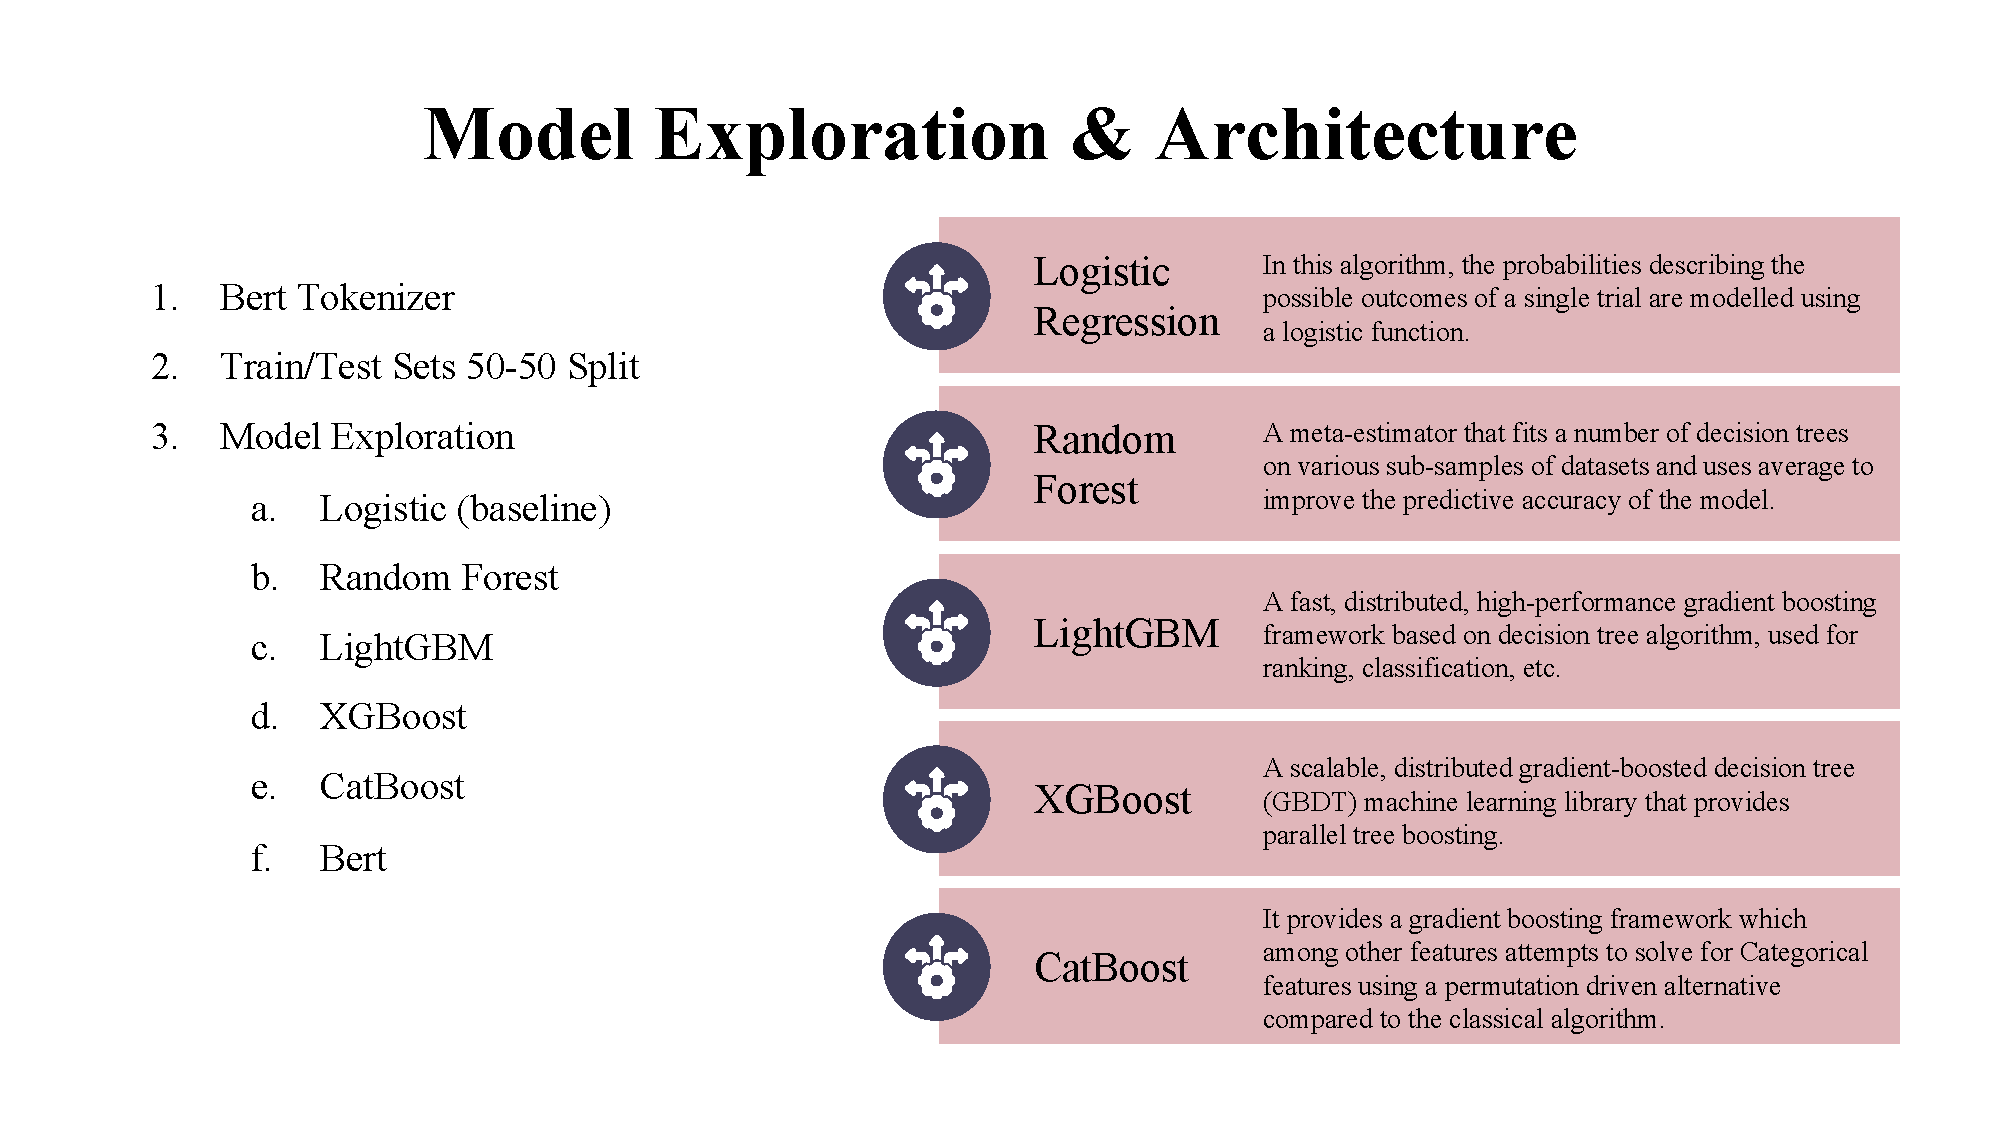 Model Exploration & Architecture
1. Bert Tokenizer
2. Train/Test Sets 50-50 Split
3. Model Exploration
a. Logistic (baseline)
b. Random Forest
c. LightGBM
d. XGBoost
e. CatBoost
f. Bert
Logistic
Regression
In this algorithm, the probabilities describing the
possible outcomes of a single trial are modelled using
a logistic function.
Random
Forest
A meta-estimator that fits a number of decision trees
on various sub-samples of datasets and uses average to
improve the predictive accuracy of the model.
LightGBM
A fast, distributed, high-performance gradient boosting
framework based on decision tree algorithm, used for
ranking, classification, etc.
XGBoost
A scalable, distributed gradient-boosted decision tree
(GBDT) machine learning library that provides
parallel tree boosting.
CatBoost
It provides a gradient boosting framework which
among other features attempts to solve for Categorical
features using a permutation driven alternative
compared to the classical algorithm.